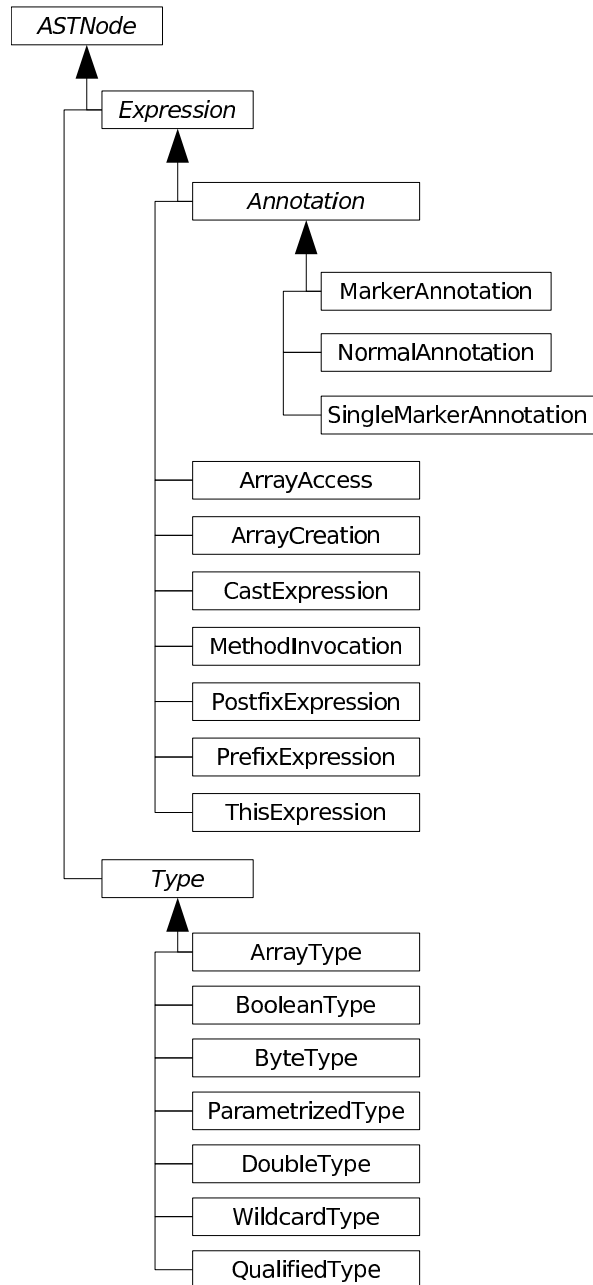 ASTNode
Expression
Annotation
MarkerAnnotation
NormalAnnotation
SingleMarkerAnnotation
ArrayAccess
ArrayCreation
CastExpression
MethodInvocation
PostfixExpression
PrefixExpression
ThisExpression
Type
ArrayType
BooleanType
ByteType
ParametrizedType
DoubleType
WildcardType
QualifiedType